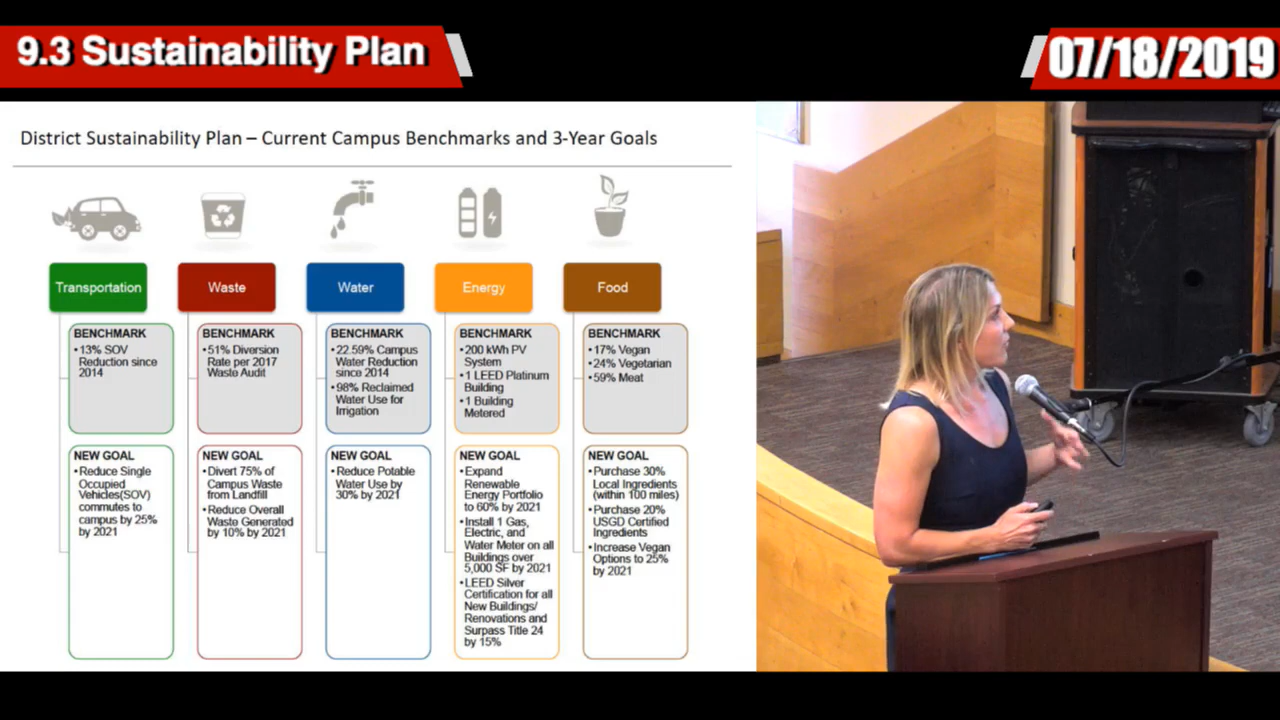 9.3 Sustainability Plan
07/18/2019
District Sustainability Plan – Current Campus Benchmarks and 3-Year Goals
Transportation
Waste
Water
Energy
Food
BENCHMARK
•13% SOV
Reduction since
2014
BENCHMARK
•51% Diversion
Rate per 2017
Waste Audit
BENCHMARK
•22.59% Campus
Water Reduction
since 2014
•98% Reclaimed
Water Use for
Irrigation
BENCHMARK
•200 kWh PV
System
•1 LEED Platinum
Building
•1 Building
Metered
BENCHMARK
•17% Vegan
•24% Vegetarian
•59% Meat
NEW GOAL
•Reduce Single
Occupied
Vehicles(SOV)
commutes to
campus by 25%
by 2021
NEW GOAL
•Divert 75% of
Campus Waste
from Landfill
•Reduce Overall
Waste Generated
by 10% by 2021
NEW GOAL
•Reduce Potable
Water Use by
30% by 2021
NEW GOAL
•Expand
Renewable
Energy Portfolio
to 60% by 2021
•Install 1 Gas,
Electric, and
Water Meter on all
Buildings over
5,000 SF by 2021
•LEED Silver
Certification for all
New Buildings/
Renovations and
Surpass Title 24
by 15%
NEW GOAL
•Purchase 30%
Local Ingredients
(within 100 miles)
•Purchase 20%
USGD Certified
Ingredients
•Increase Vegan
Options to 25%
by 2021